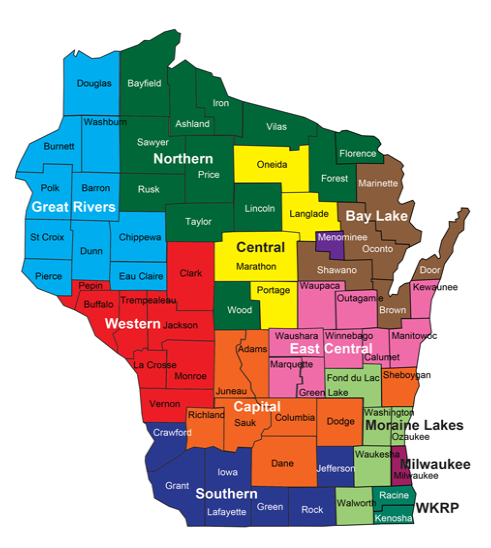 Douglas
Bayfield
Iron
Ashland
Vilas
Washburn
Burnett
Sawyer
Northern
Price
Oneida
Florence
Forest
Marinette
Polk
Barron
Rusk
Great Rivers
Taylor
Lincoln
Langlade
Bay Lake
St Croix
Dunn
Chippewa
Central
Menominee
Oconto
Marathon
Shawano
Door
Pierce
Eau Claire
Clark
Pepin
Buffalo
Trempealeau
Portage
Waupaca
Outagamie
Kewaunee
Brown
Wood
Western
Jackson
Waushara
Winnebago
Manitowoc
East Central
Adams
Calumet
La Crosse
Monroe
Marquette
Fond du Lac
Sheboygan
Juneau
Green Lake
Vernon
Capital
Richland
Sauk
Columbia
Dodge
Washington
Moraine Lakes
Ozaukee
Crawford
Waukesha
Milwaukee
Milwaukee
Iowa
Dane
Jefferson
Grant
Southern
Lafayette
Green
Rock
Walworth
Racine
WKRP
Kenosha